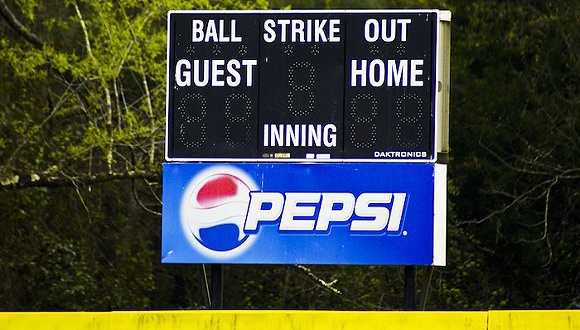 BALL STRIKE OUT
GUEST HOME
INNING
DAKTRONICS
PEPSI